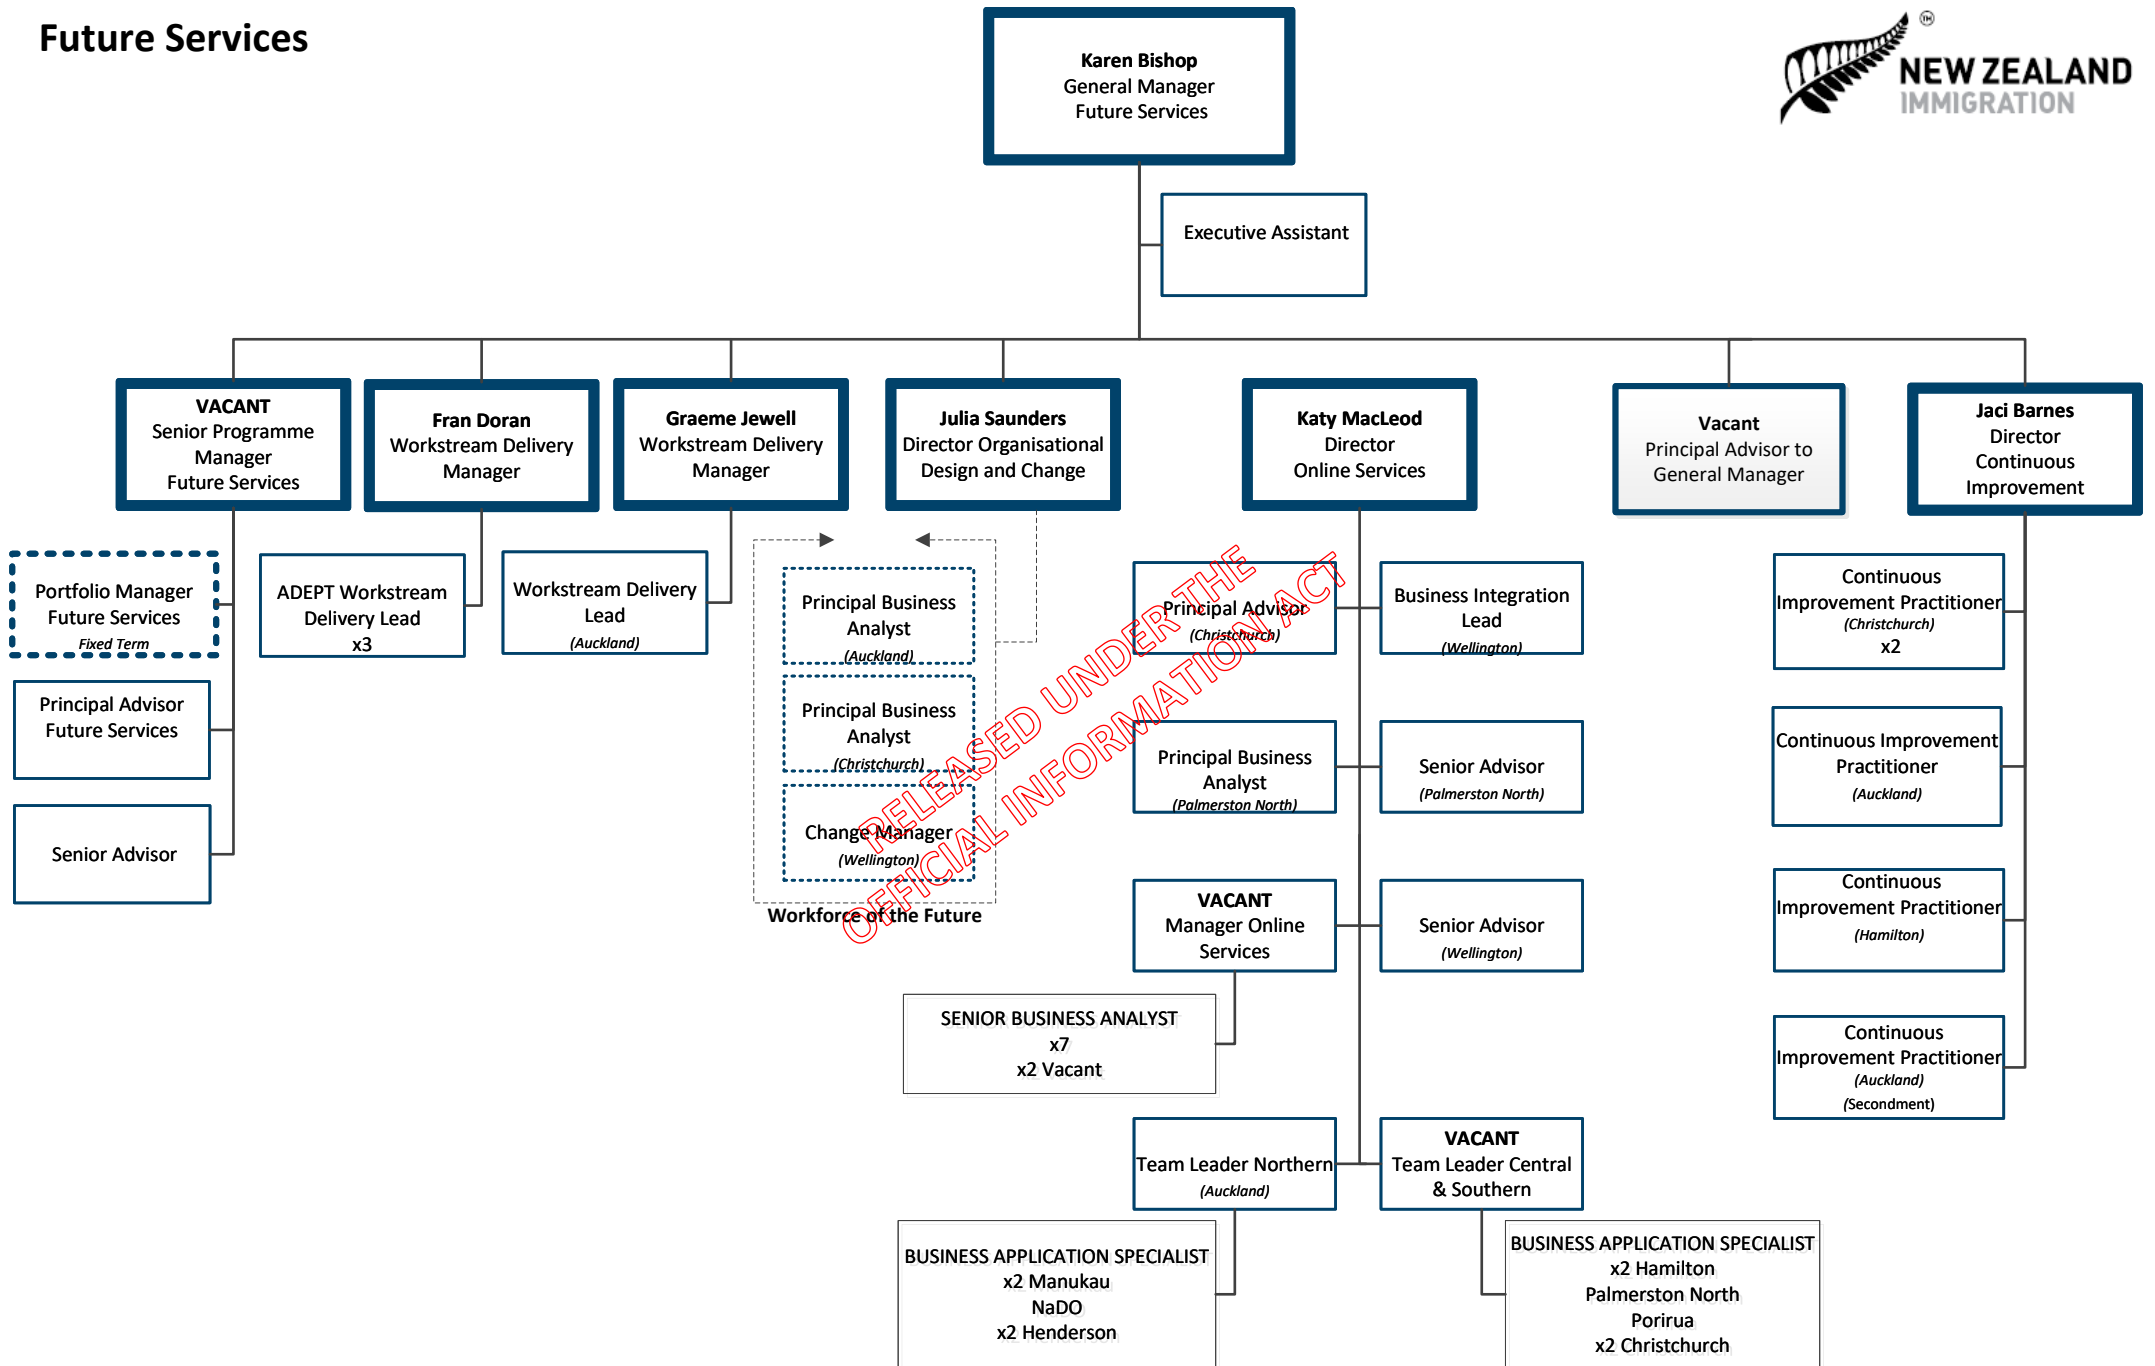 Future Services
Karen Bishop
General Manager
Future Services
TM
NEW ZEALAND
IMMIGRATION
Executive Assistant
VACANT
Senior Programme
Manager
Future Services
Fran Doran
Workstream Delivery
Manager
Graeme Jewell
Workstream Delivery
Manager
Julia Saunders
Director Organisational
Design and Change
Katy MacLeod
Director
Online Services
Vacant
Principal Advisor to
General Manager
Jaci Barnes
Director
Continuous
Improvement
Portfolio Manager
Future Services
Fixed Term
Principal Advisor
Future Services
Senior Advisor
ADEPT Workstream
Delivery Lead
x3
Workstream Delivery
Lead
(Auckland)
Principal Business
Analyst
(Auckland)
Principal Business
Analyst
(Christchurch)
Change Manager
(Wellington)
Workforce of the Future
Principal Advisor
(Christchurch)
Business Integration
Lead
(Wellington)
Principal Business
Analyst
(Palmerston North)
Senior Advisor
(Palmerston North)
VACANT
Manager Online
Services
Senior Advisor
(Wellington)
SENIOR BUSINESS ANALYST
x7
x2 Vacant
Team Leader Northern
(Auckland)
VACANT
Team Leader Central
& Southern
BUSINESS APPLICATION SPECIALIST
x2 Manukau
NaDO
x2 Henderson
BUSINESS APPLICATION SPECIALIST
x2 Hamilton
Palmerston North
Porirua
x2 Christchurch
Continuous
Improvement Practitioner
(Christchurch)
x2
Continuous Improvement
Practitioner
(Auckland)
Continuous
Improvement Practitioner
(Hamilton)
Continuous
Improvement Practitioner
(Auckland)
(Secondment)
RELEASED UNDER THE
OFFICIAL INFORMATION ACT